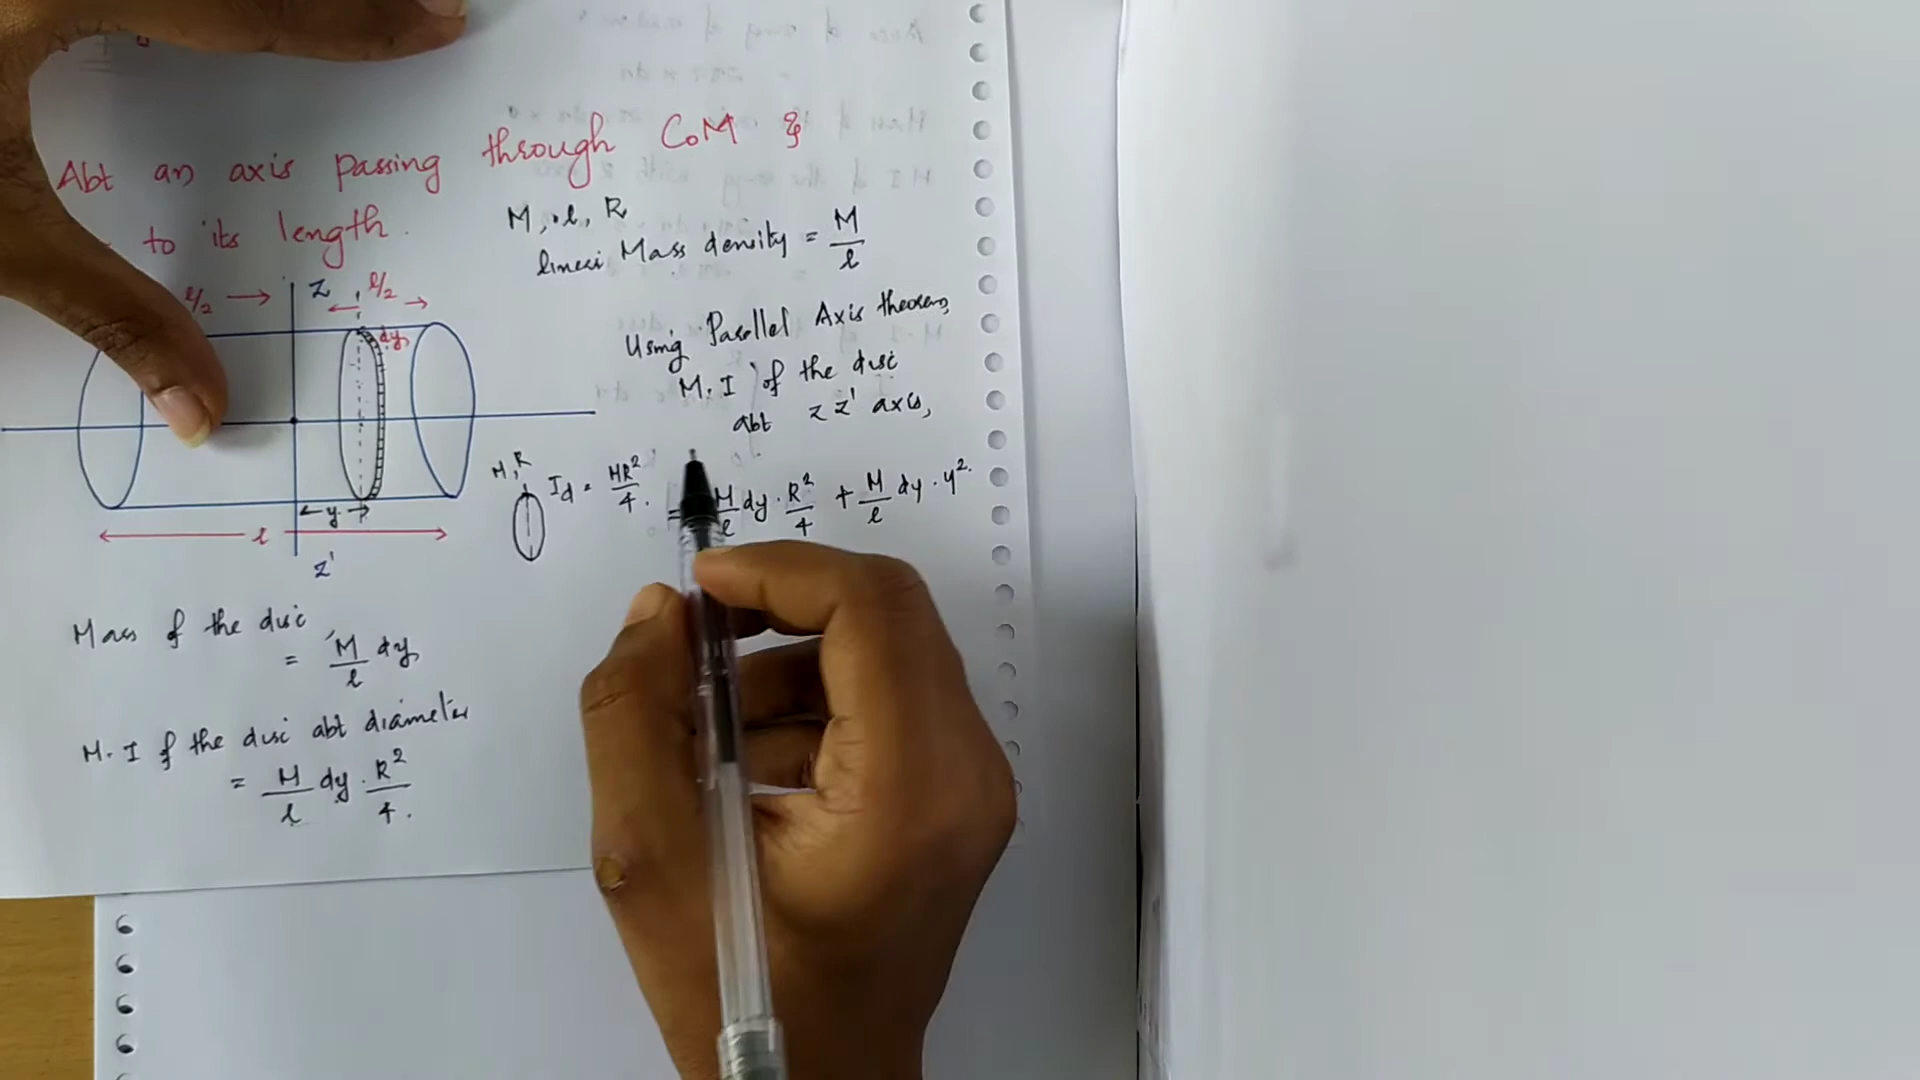 Abt an axis passing through CoM &
to its length.
M, l, R
linear Mass density = M/l
l/2 → Z l/2
dy
Using Parallel Axis theorem,
M.I of the disc
abt z z' axis,
M, R
I_d = MR²/4.
= M/l dy . R²/4 + M/l dy . y².
y
l
Z'
Mass of the disc,
= M/l dy
M.I of the disc abt diameter
= M/l dy . R²/4.